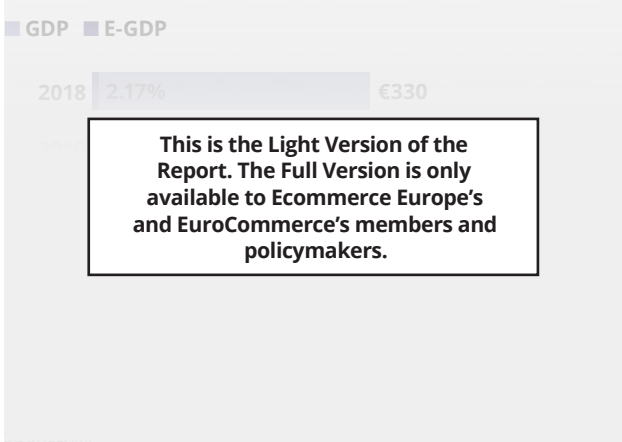 GDP E-GDP
2018 2.17% €330
This is the Light Version of the
Report. The Full Version is only
available to Ecommerce Europe’s
and EuroCommerce’s members and
policymakers.